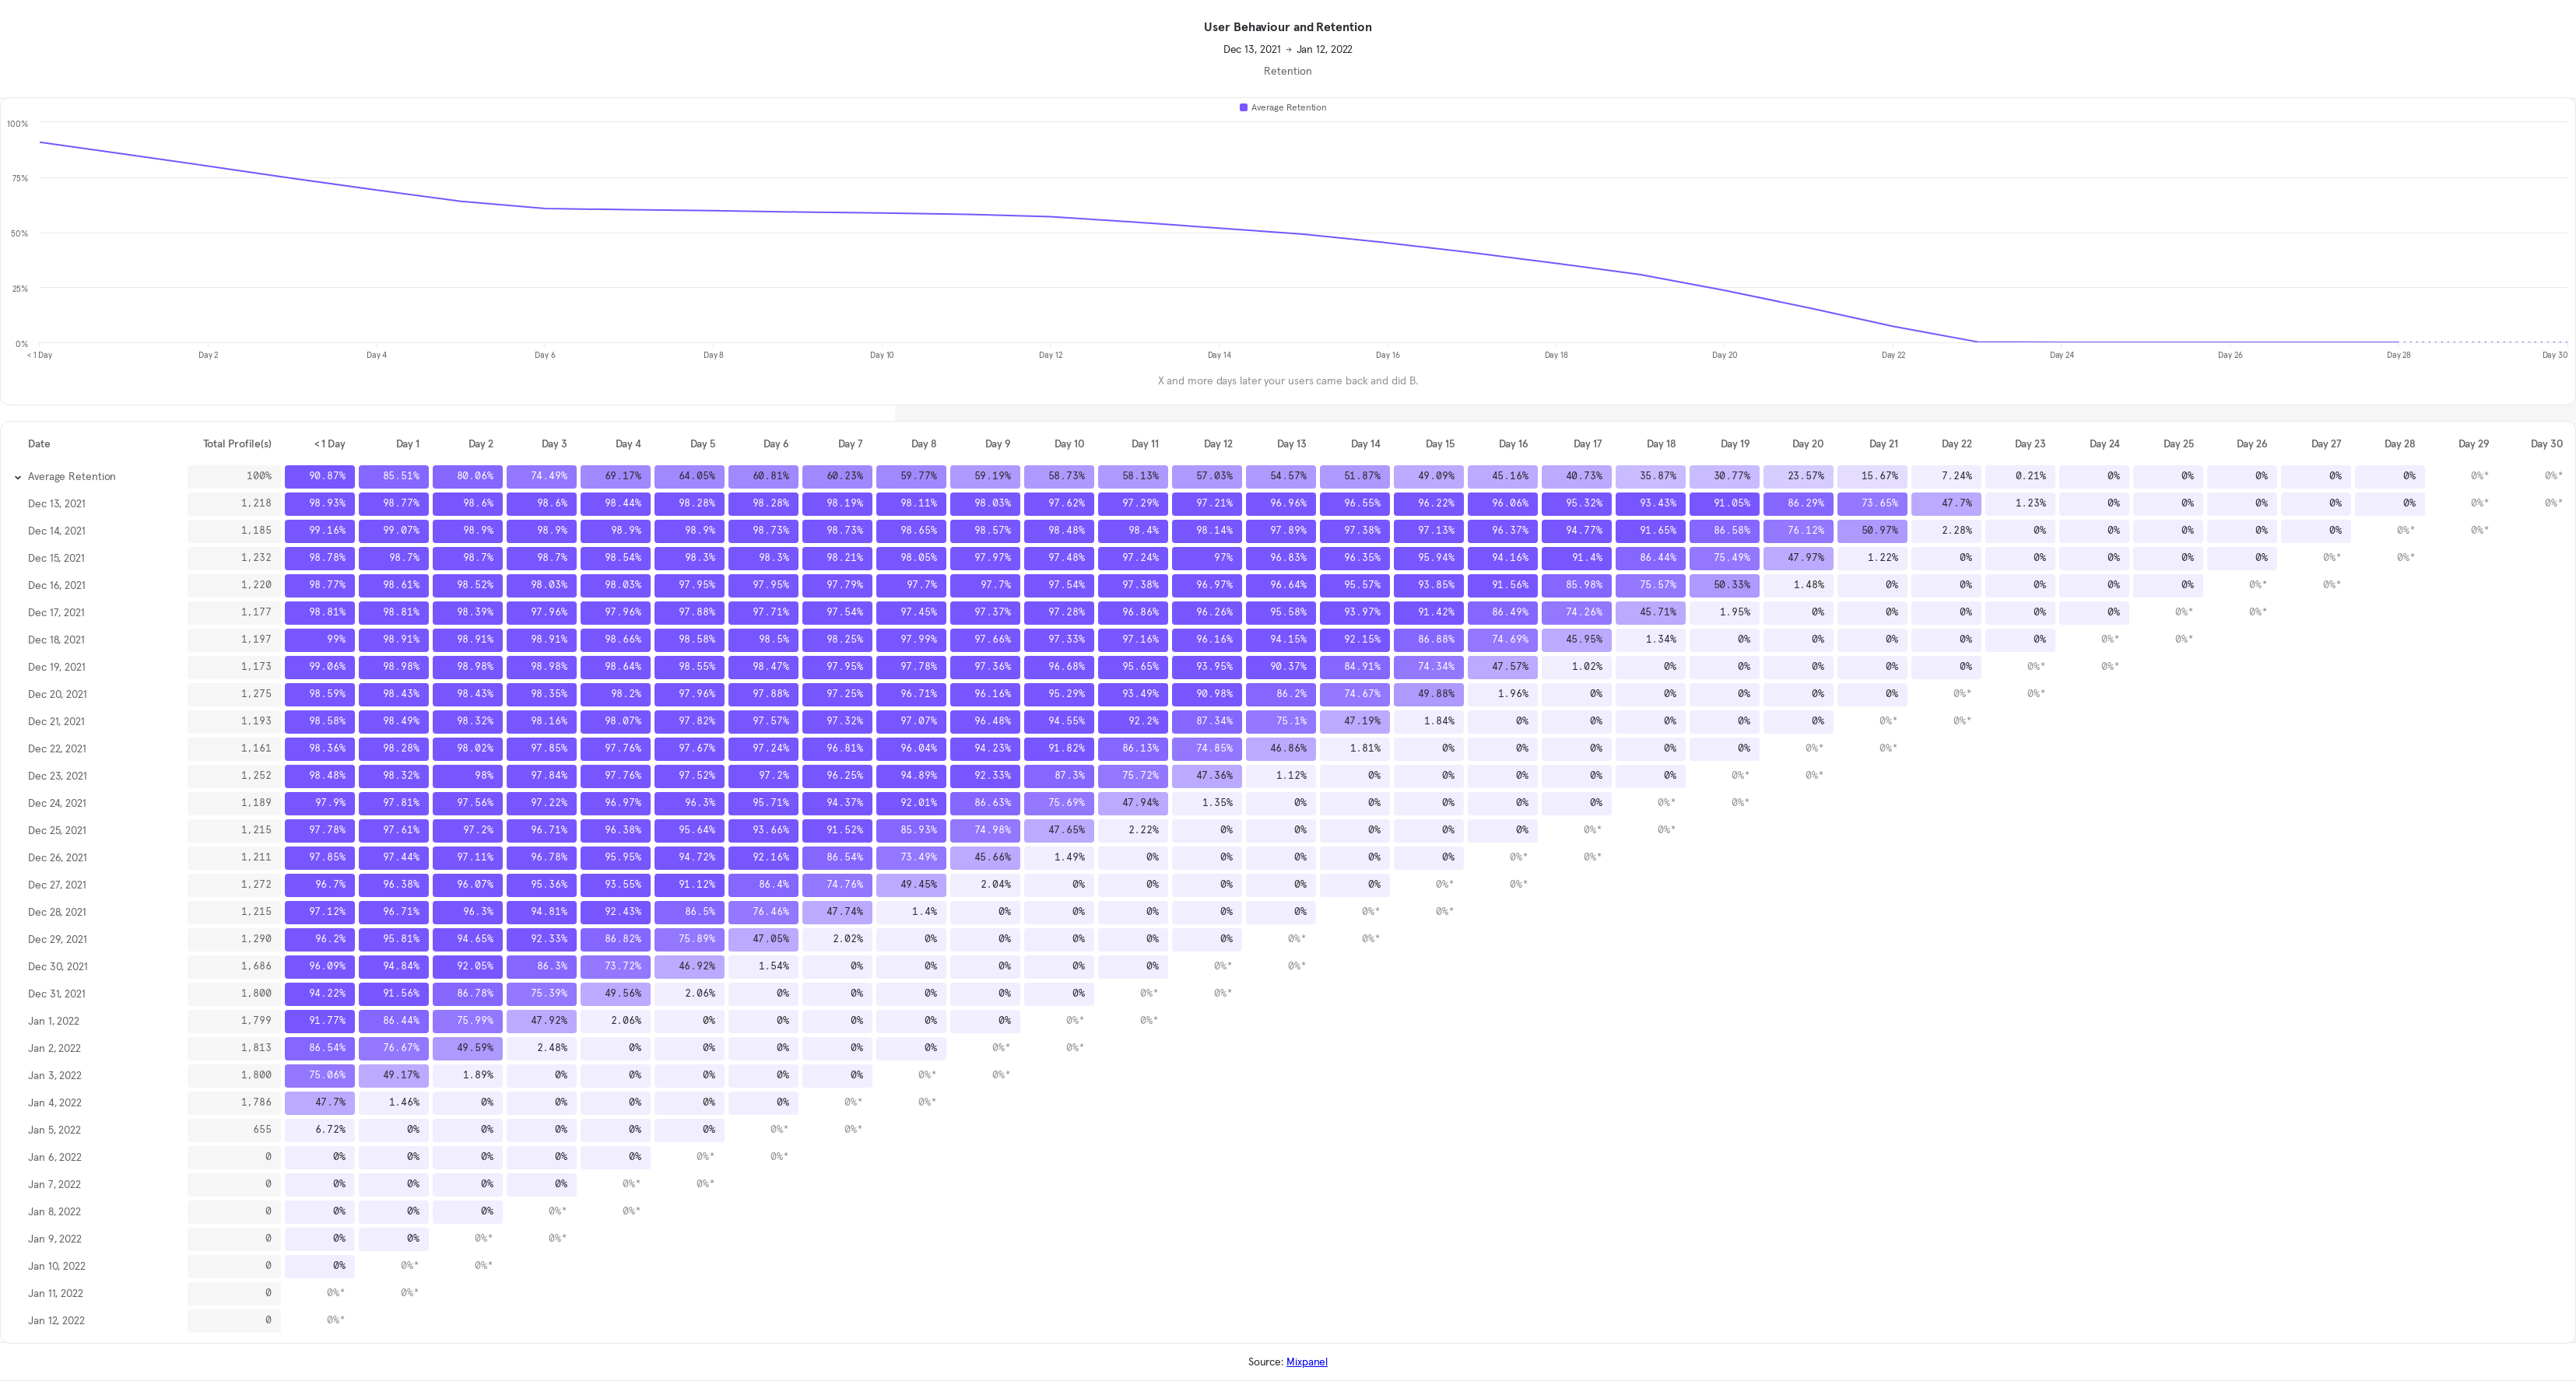 User Behaviour and Retention
Dec 13, 2021 → Jan 12, 2022
Retention
Average Retention
100%
75%
50%
25%
0%
< 1 Day Day 2 Day 4 Day 6 Day 8 Day 10 Day 12 Day 14 Day 16 Day 18 Day 20 Day 22 Day 24 Day 26 Day 28 Day 30
X and more days later your users came back and did B.
Date Total Profile(s) < 1 Day Day 1 Day 2 Day 3 Day 4 Day 5 Day 6 Day 7 Day 8 Day 9 Day 10 Day 11 Day 12 Day 13 Day 14 Day 15 Day 16 Day 17 Day 18 Day 19 Day 20 Day 21 Day 22 Day 23 Day 24 Day 25 Day 26 Day 27 Day 28 Day 29 Day 30
Average Retention 100% 90.87% 85.51% 80.06% 74.49% 69.17% 64.05% 60.81% 60.23% 59.77% 59.19% 58.73% 58.13% 57.03% 54.57% 51.87% 49.09% 45.16% 40.73% 35.87% 30.77% 23.57% 15.67% 7.24% 0.21% 0% 0% 0% 0% 0% 0%* 0%*
Dec 13, 2021 1,218 98.93% 98.77% 98.6% 98.6% 98.44% 98.28% 98.28% 98.19% 98.11% 98.03% 97.62% 97.29% 97.21% 96.96% 96.55% 96.22% 96.06% 95.32% 93.43% 91.05% 86.29% 73.65% 47.7% 1.23% 0% 0% 0% 0% 0% 0%* 0%*
Dec 14, 2021 1,185 99.16% 99.07% 98.9% 98.9% 98.9% 98.9% 98.73% 98.73% 98.65% 98.57% 98.48% 98.4% 98.14% 97.89% 97.38% 97.13% 96.37% 94.77% 91.65% 86.58% 76.12% 50.97% 2.28% 0% 0% 0% 0% 0% 0%* 0%*
Dec 15, 2021 1,232 98.78% 98.7% 98.7% 98.7% 98.54% 98.3% 98.3% 98.21% 98.05% 97.97% 97.48% 97.24% 97% 96.83% 96.35% 95.94% 94.16% 91.4% 86.44% 75.49% 47.97% 1.22% 0% 0% 0% 0% 0% 0%* 0%*
Dec 16, 2021 1,220 98.77% 98.61% 98.52% 98.03% 98.03% 97.95% 97.95% 97.79% 97.7% 97.7% 97.54% 97.38% 96.97% 96.64% 95.57% 93.85% 91.56% 85.98% 75.57% 50.33% 1.48% 0% 0% 0% 0% 0% 0%* 0%*
Dec 17, 2021 1,177 98.81% 98.81% 98.39% 97.96% 97.96% 97.88% 97.71% 97.54% 97.45% 97.37% 97.28% 96.86% 96.26% 95.58% 93.97% 91.42% 86.49% 74.26% 45.71% 1.95% 0% 0% 0% 0% 0% 0%* 0%*
Dec 18, 2021 1,197 99% 98.91% 98.91% 98.91% 98.66% 98.58% 98.5% 98.25% 97.99% 97.66% 97.33% 97.16% 96.16% 94.15% 92.15% 86.88% 74.69% 45.95% 1.34% 0% 0% 0% 0% 0% 0%* 0%*
Dec 19, 2021 1,173 99.06% 98.98% 98.98% 98.98% 98.64% 98.55% 98.47% 97.95% 97.78% 97.36% 96.68% 95.65% 93.95% 90.37% 84.91% 74.34% 47.57% 1.02% 0% 0% 0% 0% 0% 0%* 0%*
Dec 20, 2021 1,275 98.59% 98.43% 98.43% 98.35% 98.2% 97.96% 97.88% 97.25% 96.71% 96.16% 95.29% 93.49% 90.98% 86.2% 74.67% 49.88% 1.96% 0% 0% 0% 0% 0% 0%* 0%*
Dec 21, 2021 1,193 98.58% 98.49% 98.32% 98.16% 98.07% 97.82% 97.57% 97.32% 97.07% 96.48% 94.55% 92.2% 87.34% 75.1% 47.19% 1.84% 0% 0% 0% 0% 0% 0%* 0%*
Dec 22, 2021 1,161 98.36% 98.28% 98.02% 97.85% 97.76% 97.67% 97.24% 96.81% 96.04% 94.23% 91.82% 86.13% 74.85% 46.86% 1.81% 0% 0% 0% 0% 0% 0%* 0%*
Dec 23, 2021 1,252 98.48% 98.32% 98% 97.84% 97.76% 97.52% 97.2% 96.25% 94.89% 92.33% 87.3% 75.72% 47.36% 1.12% 0% 0% 0% 0% 0% 0%* 0%*
Dec 24, 2021 1,189 97.9% 97.81% 97.56% 97.22% 96.97% 96.3% 95.71% 94.37% 92.01% 86.63% 75.69% 47.94% 1.35% 0% 0% 0% 0% 0% 0%* 0%*
Dec 25, 2021 1,215 97.78% 97.61% 97.2% 96.71% 96.38% 95.64% 93.66% 91.52% 85.93% 74.98% 47.65% 2.22% 0% 0% 0% 0% 0% 0%* 0%*
Dec 26, 2021 1,211 97.85% 97.44% 97.11% 96.78% 95.95% 94.72% 92.16% 86.54% 73.49% 45.66% 1.49% 0% 0% 0% 0% 0% 0%* 0%*
Dec 27, 2021 1,272 96.7% 96.38% 96.07% 95.36% 93.55% 91.12% 86.4% 74.76% 49.45% 2.04% 0% 0% 0% 0% 0% 0%* 0%*
Dec 28, 2021 1,215 97.12% 96.71% 96.3% 94.81% 92.43% 86.5% 76.46% 47.74% 1.4% 0% 0% 0% 0% 0% 0%* 0%*
Dec 29, 2021 1,290 96.2% 95.81% 94.65% 92.33% 86.82% 75.89% 47.05% 2.02% 0% 0% 0% 0% 0% 0%* 0%*
Dec 30, 2021 1,686 96.09% 94.84% 92.05% 86.3% 73.72% 46.92% 1.54% 0% 0% 0% 0% 0% 0%* 0%*
Dec 31, 2021 1,800 94.22% 91.56% 86.78% 75.39% 49.56% 2.06% 0% 0% 0% 0% 0% 0%* 0%*
Jan 1, 2022 1,799 91.77% 86.44% 75.99% 47.92% 2.06% 0% 0% 0% 0% 0% 0%* 0%*
Jan 2, 2022 1,813 86.54% 76.67% 49.59% 2.48% 0% 0% 0% 0% 0% 0%* 0%*
Jan 3, 2022 1,800 75.06% 49.17% 1.89% 0% 0% 0% 0% 0% 0%* 0%*
Jan 4, 2022 1,786 47.7% 1.46% 0% 0% 0% 0% 0% 0%* 0%*
Jan 5, 2022 655 6.72% 0% 0% 0% 0% 0% 0%* 0%*
Jan 6, 2022 0 0% 0% 0% 0% 0% 0%* 0%*
Jan 7, 2022 0 0% 0% 0% 0% 0%* 0%*
Jan 8, 2022 0 0% 0% 0% 0%* 0%*
Jan 9, 2022 0 0% 0% 0%* 0%*
Jan 10, 2022 0 0% 0%* 0%*
Jan 11, 2022 0 0%* 0%*
Jan 12, 2022 0 0%*
Source: Mixpanel